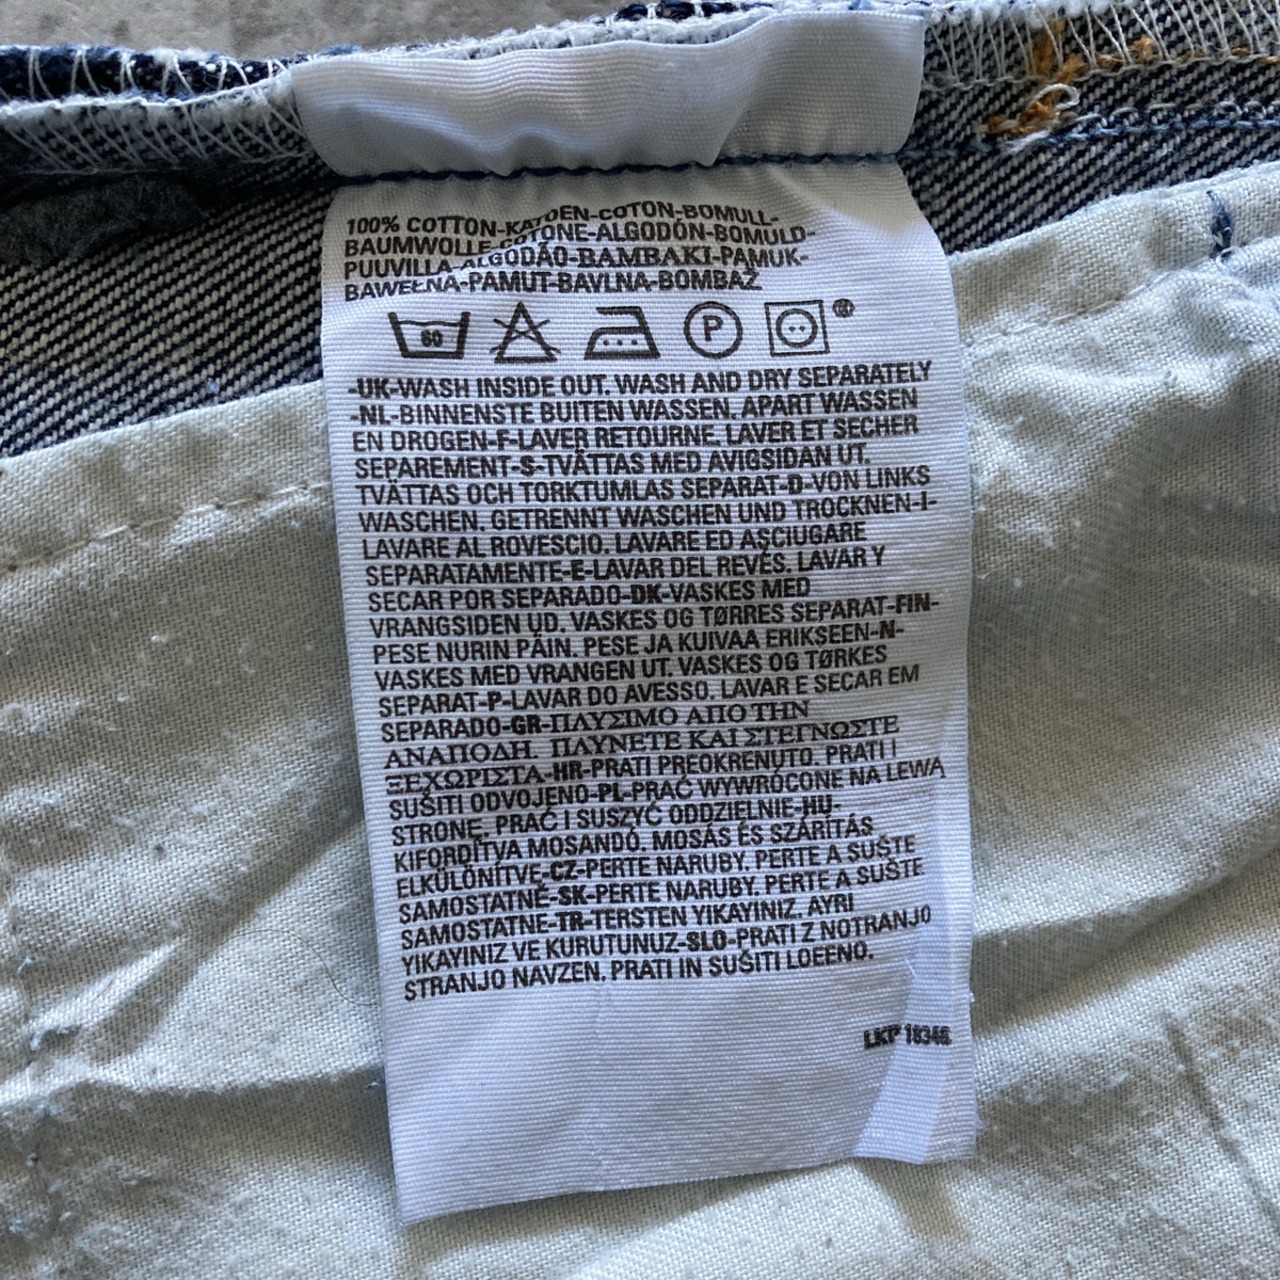 100% COTTON-KATOEN-COTON-BOMULL-
BAUMWOLLE-COTONE-ALGODÓN-BOMULD-
PUUVILLA-ALGODÃO-BAMBAKI-PAMUK-
BAWEŁNA-PAMUT-BAVLNA-BOMBAŽ
60 P ®
-UK-WASH INSIDE OUT. WASH AND DRY SEPARATELY
-NL-BINNENSTE BUITEN WASSEN. APART WASSEN
EN DROGEN-F-LAVER RETOURNE. LAVER ET SECHER
SEPAREMENT-S-TVÄTTAS MED AVIGSIDAN UT.
TVÄTTAS OCH TORKTUMLAS SEPARAT-D-VON LINKS
WASCHEN. GETRENNT WASCHEN UND TROCKNEN-I-
LAVARE AL ROVESCIO. LAVARE ED ASCIUGARE
SEPARATAMENTE-E-LAVAR DEL REVÉS. LAVAR Y
SECAR POR SEPARADO-DK-VASKES MED
VRANGSIDEN UD. VASKES OG TØRRES SEPARAT-FIN-
PESE NURIN PÄIN. PESE JA KUIVAA ERIKSEEN-N-
VASKES MED VRANGEN UT. VASKES OG TØRKES
SEPARAT-P-LAVAR DO AVESSO. LAVAR E SECAR EM
SEPARADO-GR-ΠΛΥΣΙΜΟ ΑΠΟ ΤΗΝ
ΑΝΑΠΟΔΗ. ΠΛΥΝΕΤΕ ΚΑΙ ΣΤΕΓΝΩΣΤΕ
ΞΕΧΩΡΙΣΤΑ-HR-PRATI PREOKRENUTO. PRATI I
SUŠITI ODVOJENO-PL-PRAĆ WYWRÓCONE NA LEWĄ
STRONĘ. PRAĆ I SUSZYĆ ODDZIELNIE-HU-
KIFORDÍTVA MOSANDÓ. MOSÁS ÉS SZÁRÍTÁS
ELKÜLÖNÍTVE-CZ-PERTE NARUBY. PERTE A SUŠTE
SAMOSTATNĚ-SK-PERTE NARUBY. PERTE A SUŠTE
SAMOSTATNE-TR-TERSTEN YIKAYINIZ. AYRI
YIKAYINIZ VE KURUTUNUZ-SLO-PRATI Z NOTRANJO
STRANJO NAVZEN. PRATI IN SUŠITI LOEENO.
LKP 18346